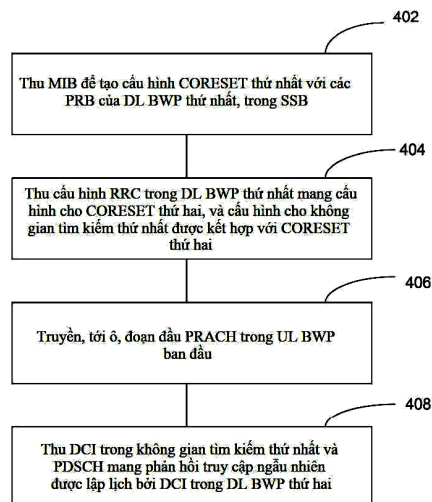 402
Thu MIB để tạo cấu hình CORESET thứ nhất với các
PRB của DL BWP thứ nhất, trong SSB
404
Thu cấu hình RRC trong DL BWP thứ nhất mang cấu
hình cho CORESET thứ hai, và cấu hình cho không
gian tìm kiếm thứ nhất được kết hợp với CORESET
thứ hai
406
Truyền, tới ô, đoạn đầu PRACH trong UL BWP
ban đầu
408
Thu DCI trong không gian tìm kiếm thứ nhất và
PDSCH mang phản hồi truy cập ngẫu nhiên
được lập lịch bởi DCI trong DL BWP thứ hai